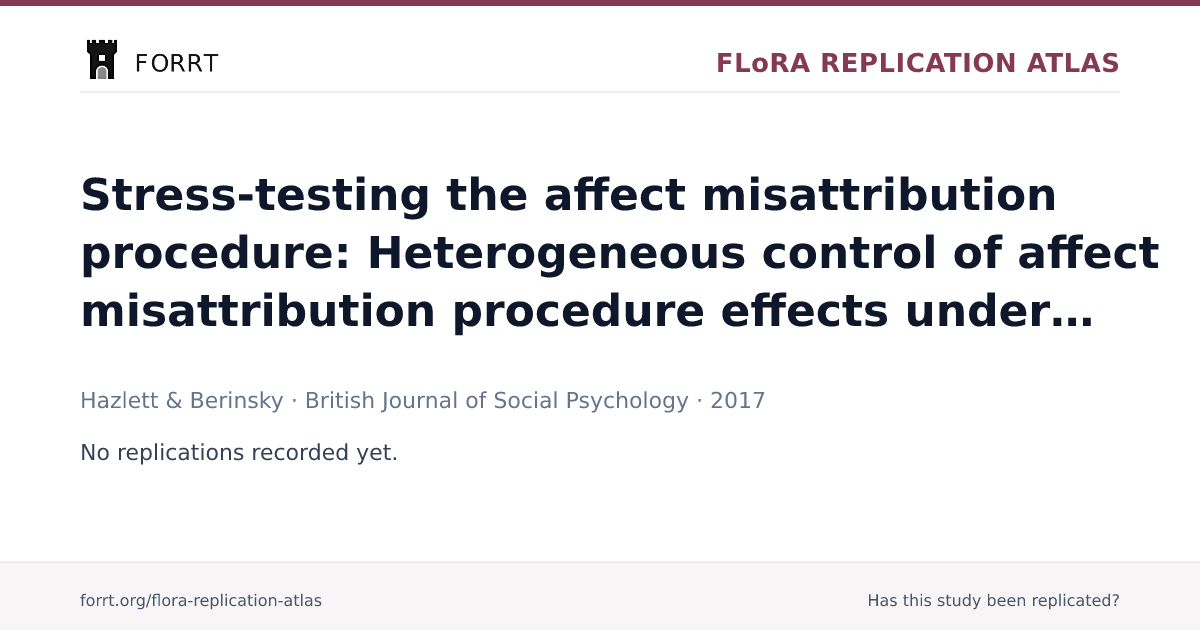 FORRT
FLoRA REPLICATION ATLAS
Stress-testing the affect misattribution
procedure: Heterogeneous control of affect
misattribution procedure effects under…
Hazlett & Berinsky · British Journal of Social Psychology · 2017
No replications recorded yet.
forrt.org/flora-replication-atlas
Has this study been replicated?